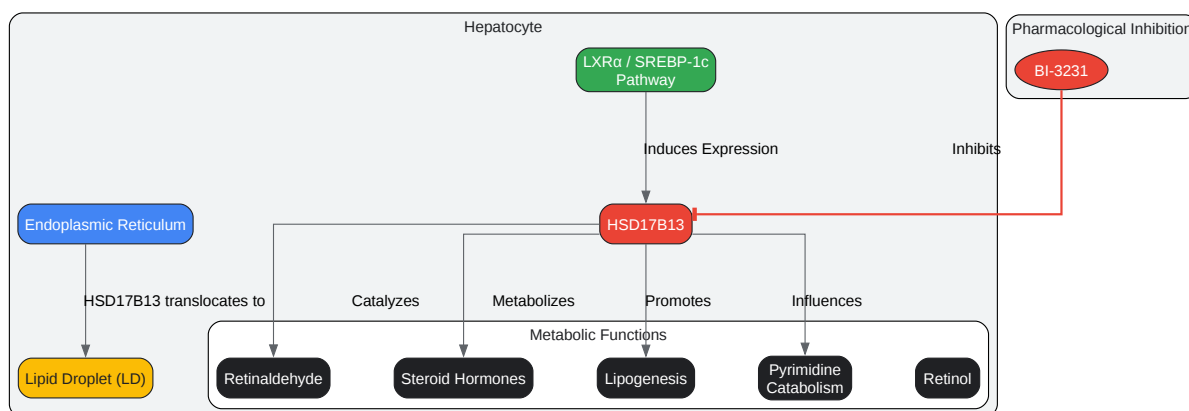 Hepatocyte
Pharmacological Inhibition
LXRα / SREBP-1c
Pathway
BI-3231
Induces Expression
Inhibits
Endoplasmic Reticulum
HSD17B13
HSD17B13 translocates to
Catalyzes
Metabolizes
Promotes
Influences
Metabolic Functions
Lipid Droplet (LD)
Retinaldehyde
Steroid Hormones
Lipogenesis
Pyrimidine
Catabolism
Retinol